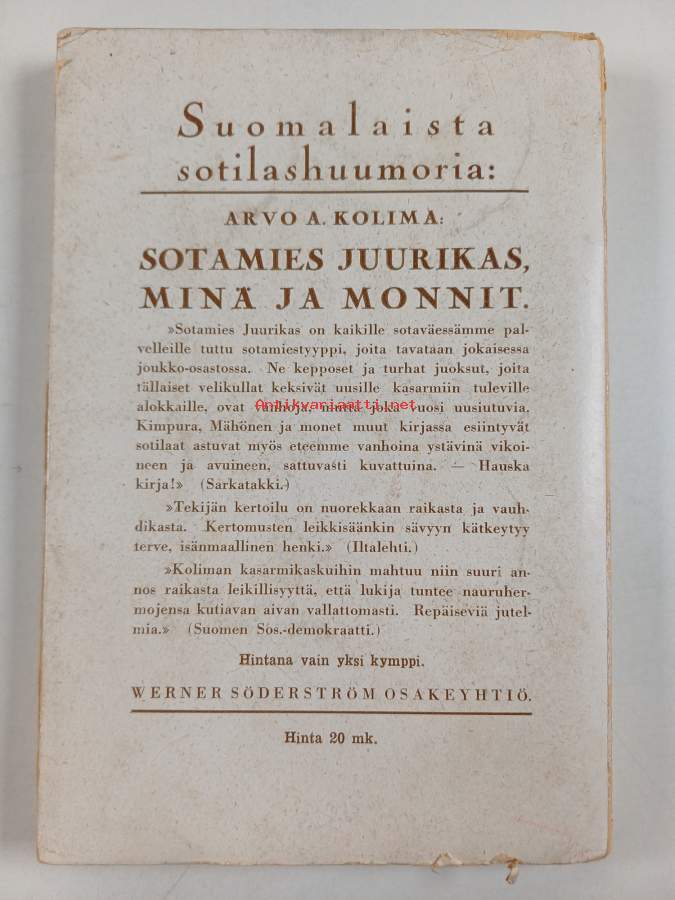 Suomalaista
sotilashuumoria:
ARVO A. KOLIMA:
SOTAMIES JUURIKAS,
MINÄ JA MONNIT.
»Sotamies Juurikas on kaikille sotaväessämme pal-
velleille tuttu sotamiestyyppi, joita tavataan jokaisessa
joukko-osastossa. Ne kepposet ja turhat juoksut, joita
tällaiset velikullat keksivät uusille kasarmiin tuleville
alokkaille, ovat vanhoja, mutta joka vuosi uusiutuvia.
Antikvariaatti.net
Kimpura, Mähönen ja monet muut kirjassa esiintyvät
sotilaat astuvat myös eteemme vanhoina ystävinä vikoi-
neen ja avuineen, sattuvasti kuvattuina. — Hauska
kirja!» (Sarkatakki.)
»Tekijän kertoilu on nuorekkaan raikasta ja vauh-
dikasta. Kertomusten leikkisäänkin sävyyn kätkeytyy
terve, isänmaallinen henki.» (Iltalehti.)
»Koliman kasarmikaskuihin mahtuu niin suuri an-
nos raikasta leikillisyyttä, että lukija tuntee nauruher-
mojensa kutiavan aivan vallattomasti. Repäiseviä jutel-
mia.» (Suomen Sos.-demokraatti.)
Hintana vain yksi kymppi.
WERNER SÖDERSTRÖM OSAKEYHTIÖ.
Hinta 20 mk.